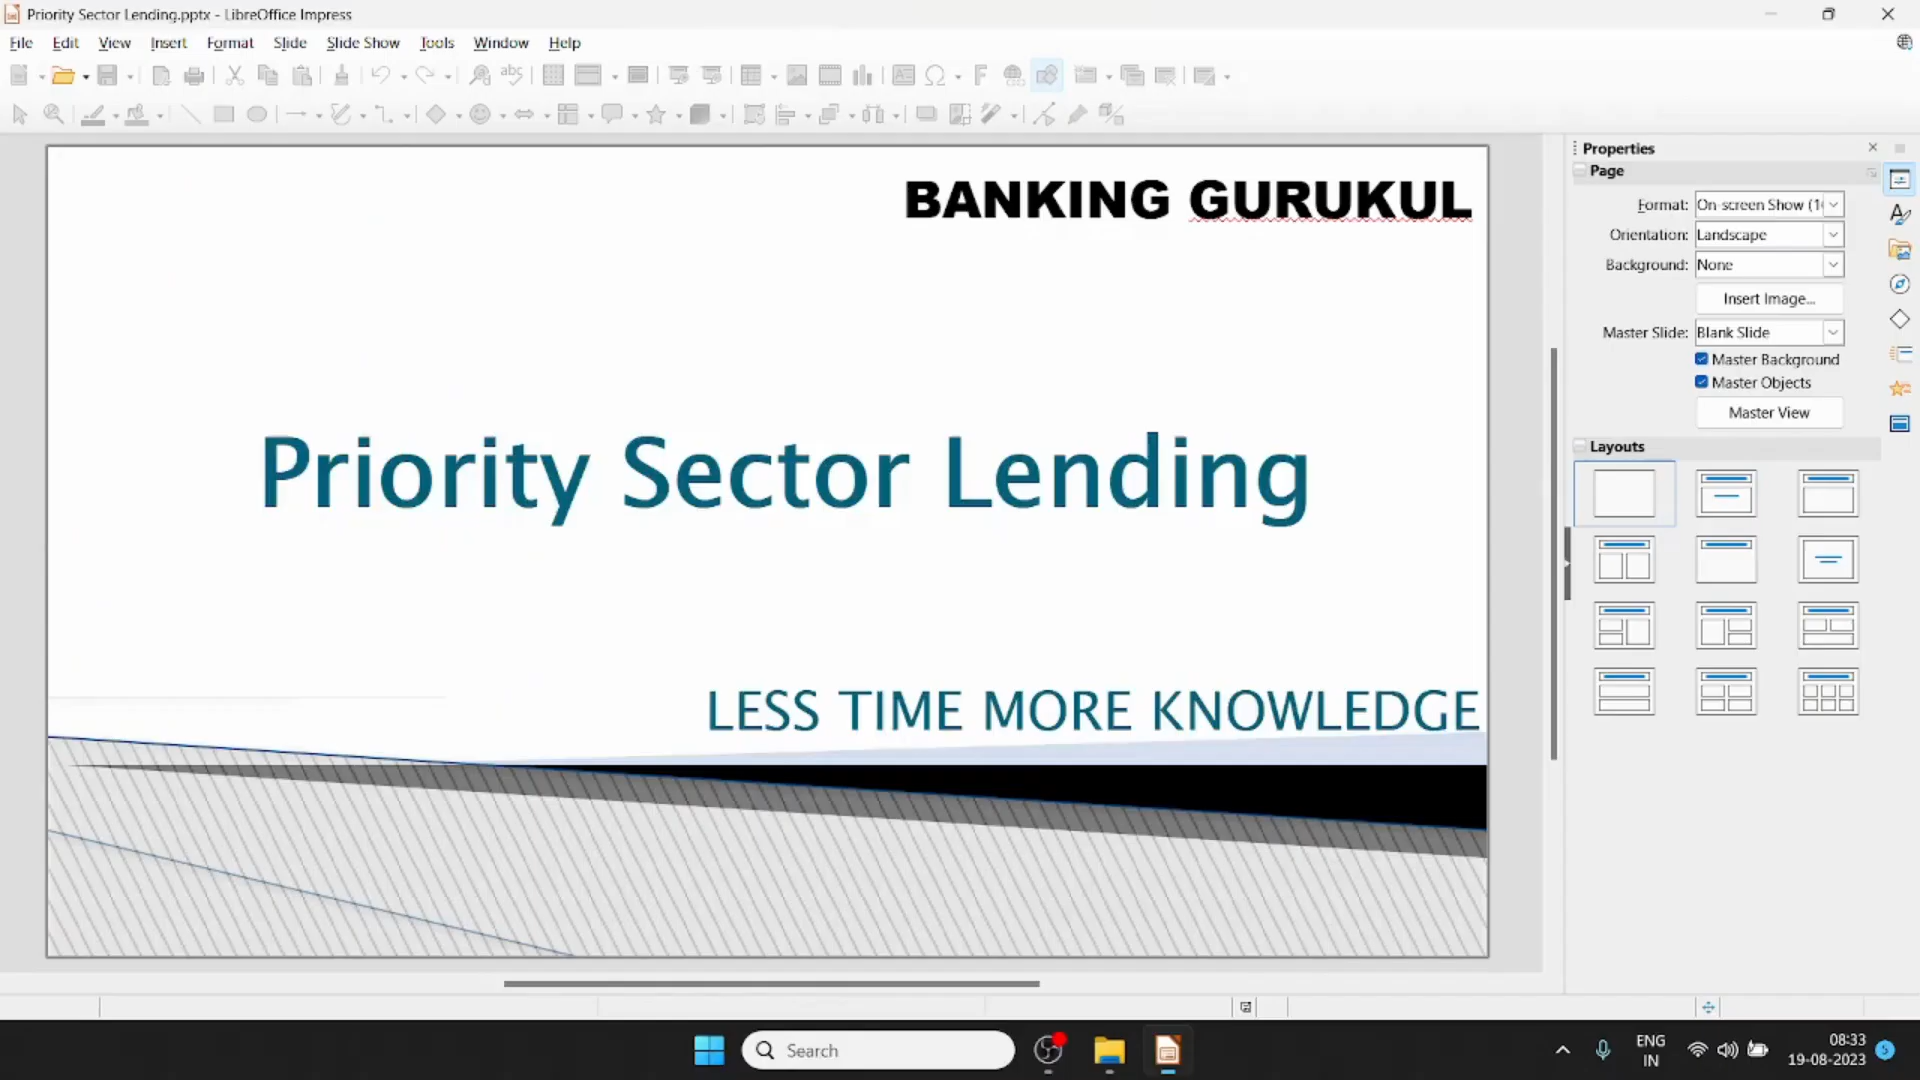 Priority Sector Lending.pptx - LibreOffice Impress
File Edit View Insert Format Slide Slide Show Tools Window Help
BANKING GURUKUL
Priority Sector Lending
LESS TIME MORE KNOWLEDGE
Properties
Page
Format: On-screen Show (1
Orientation: Landscape
Background: None
Insert Image...
Master Slide: Blank Slide
Master Background
Master Objects
Master View
Layouts
Search
ENG
IN
08:33
19-08-2023
5